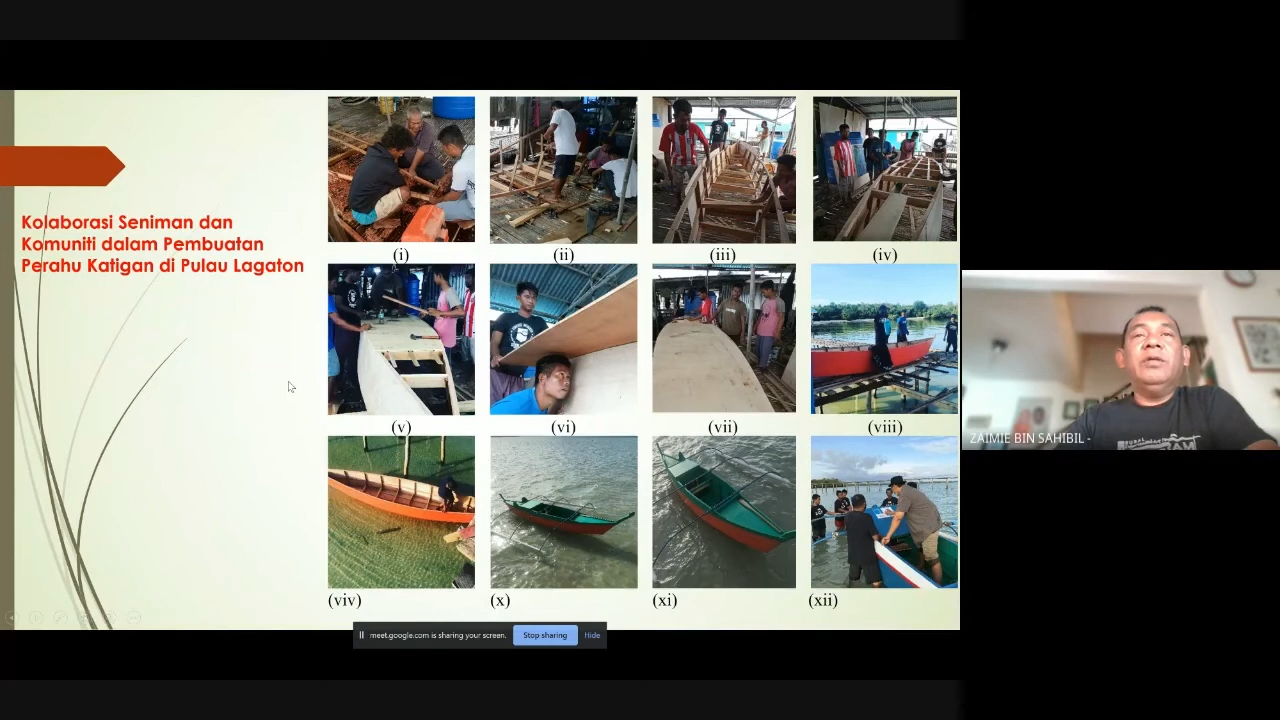 Kolaborasi Seniman dan
Komuniti dalam Pembuatan
Perahu Katigan di Pulau Lagaton
(i)
(ii)
(iii)
(iv)
(v)
(vi)
(vii)
(viii)
(viv)
(x)
(xi)
(xii)
ZAIMIE BIN SAHIBIL -
meet.google.com is sharing your screen.
Stop sharing
Hide